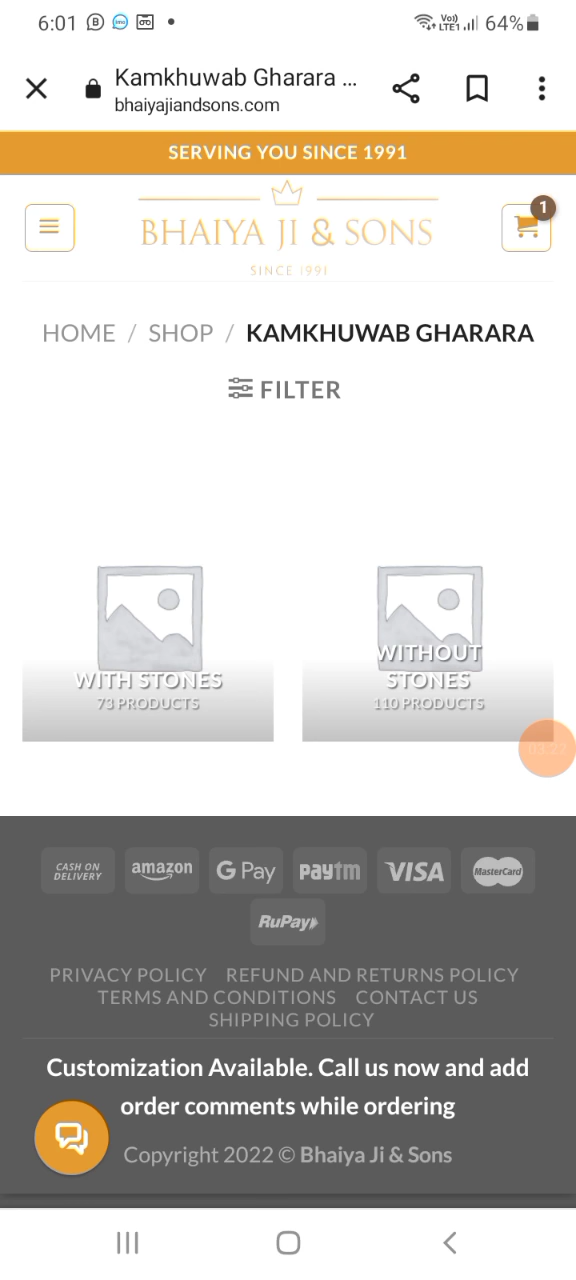 6:01 64%
Kamkhuwab Gharara ...
bhaiyajiandsons.com
SERVING YOU SINCE 1991
1
BHAIYA JI & SONS
SINCE 1991
HOME / SHOP / KAMKHUWAB GHARARA
FILTER
WITH STONES
73 PRODUCTS
WITHOUT
STONES
110 PRODUCTS
03:22
CASH ON
DELIVERY
amazon
G Pay
paytm
VISA
MasterCard
RuPay
PRIVACY POLICY REFUND AND RETURNS POLICY
TERMS AND CONDITIONS CONTACT US
SHIPPING POLICY
Customization Available. Call us now and add
order comments while ordering
Copyright 2022 © Bhaiya Ji & Sons